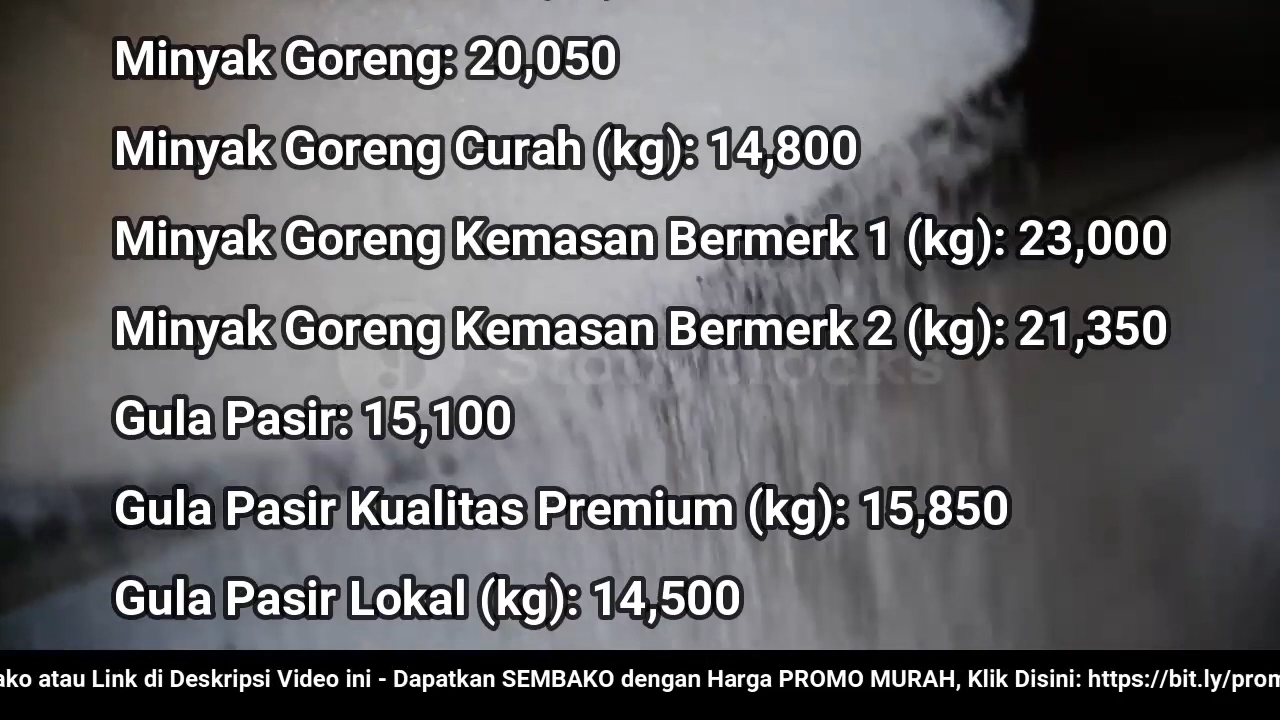 Minyak Goreng: 20,050
Minyak Goreng Curah (kg): 14,800
Minyak Goreng Kemasan Bermerk 1 (kg): 23,000
Minyak Goreng Kemasan Bermerk 2 (kg): 21,350
Gula Pasir: 15,100
Gula Pasir Kualitas Premium (kg): 15,850
Gula Pasir Lokal (kg): 14,500
atau Link di Deskripsi Video ini - Dapatkan SEMBAKO dengan Harga PROMO MURAH, Klik Disini: https://bit.ly/prom